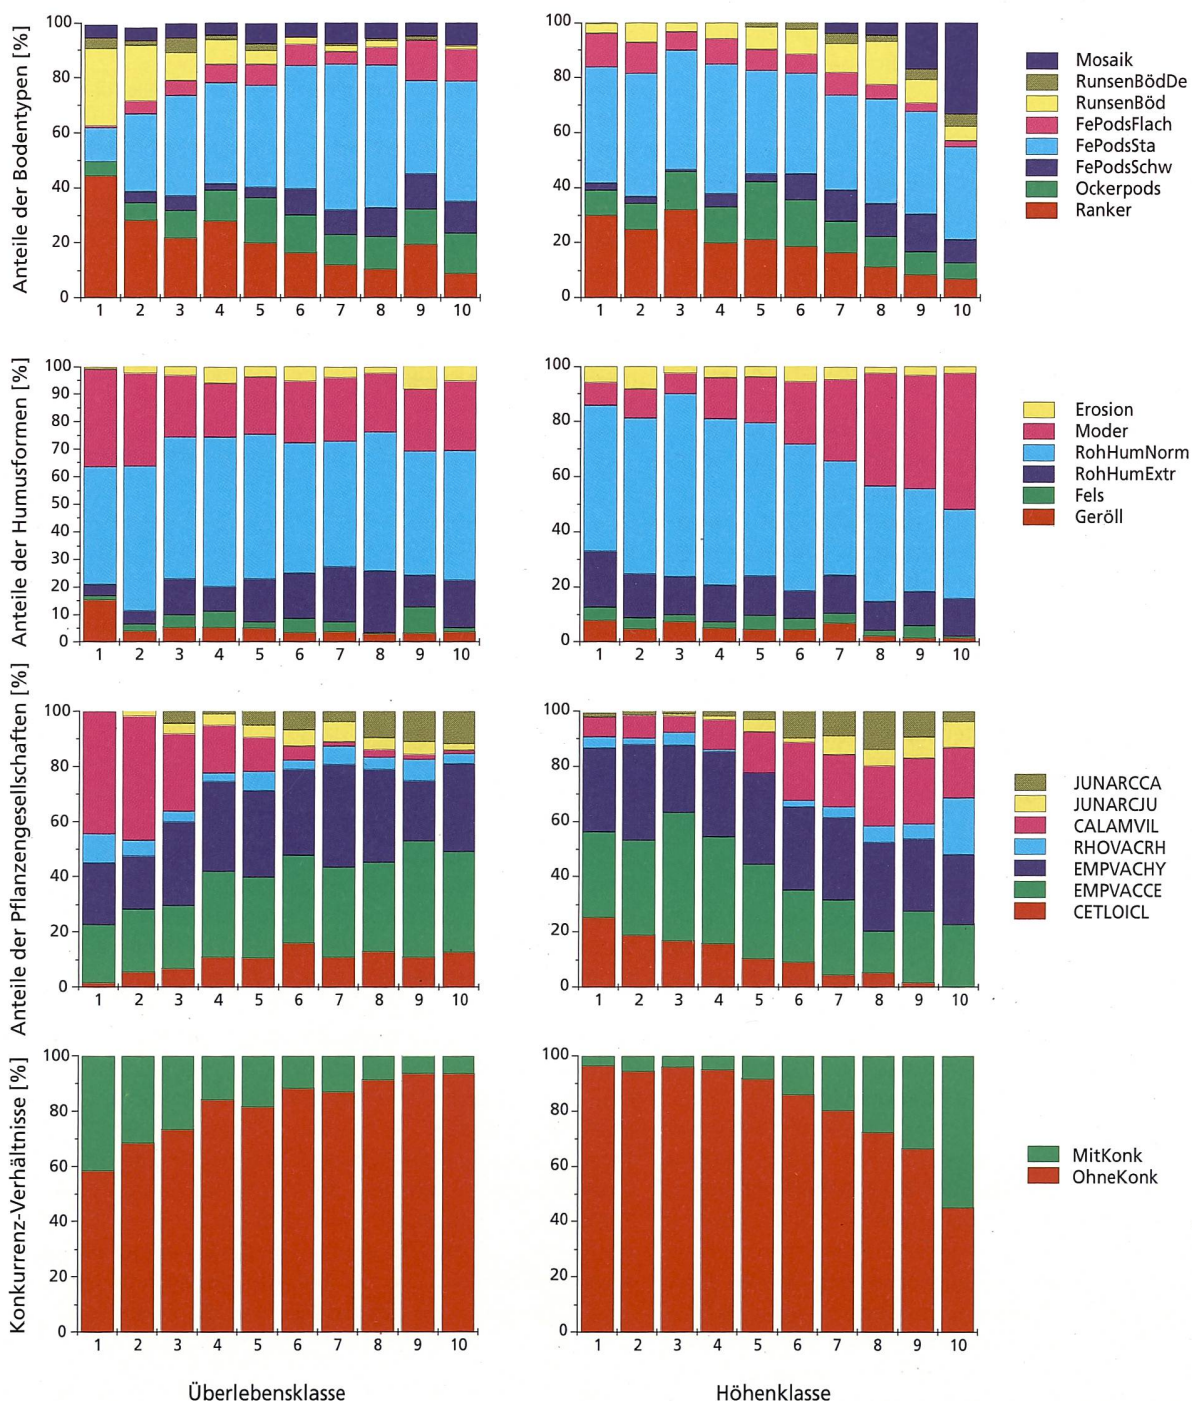 Anteile der Bodentypen [%]
100
80
60
40
20
0
1 2 3 4 5 6 7 8 9 10
100
80
60
40
20
0
1 2 3 4 5 6 7 8 9 10
Mosaik
RunsenBödDe
RunsenBöd
FePodsFlach
FePodsSta
FePodsSchw
Ockerpods
Ranker
Anteile der Humusformen [%]
100
90
80
70
60
50
40
30
20
10
0
1 2 3 4 5 6 7 8 9 10
100
80
60
40
20
0
1 2 3 4 5 6 7 8 9 10
Erosion
Moder
RohHumNorm
RohHumExtr
Fels
Geröll
Anteile der Pflanzengesellschaften [%]
100
80
60
40
20
0
1 2 3 4 5 6 7 8 9 10
100
80
60
40
20
0
1 2 3 4 5 6 7 8 9 10
JUNARCCA
JUNARCJU
CALAMVIL
RHOVACRH
EMPVACHY
EMPVACCE
CETLOICL
Konkurrenz-Verhältnisse [%]
100
80
60
40
20
0
1 2 3 4 5 6 7 8 9 10
100
80
60
40
20
0
1 2 3 4 5 6 7 8 9 10
MitKonk
OhneKonk
Überlebensklasse
Höhenklasse